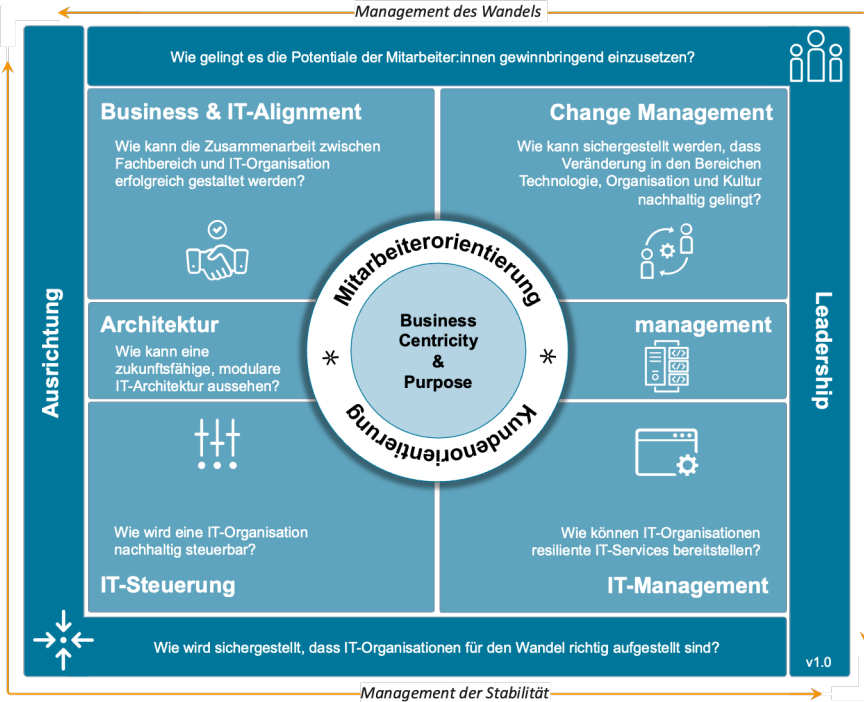 Management des Wandels
Wie gelingt es die Potentiale der Mitarbeiter:innen gewinnbringend einzusetzen?
Business & IT-Alignment
Wie kann die Zusammenarbeit zwischen
Fachbereich und IT-Organisation
erfolgreich gestaltet werden?
Change Management
Wie kann sichergestellt werden, dass
Veränderung in den Bereichen
Technologie, Organisation und Kultur
nachhaltig gelingt?
Ausrichtung
Mitarbeiterorientierung
Business
Centricity
&
Purpose
* *
Kundenorientierung
Leadership
Architektur
Wie kann eine
zukunftsfähige, modulare
IT-Architektur aussehen?
management
Wie wird eine IT-Organisation
nachhaltig steuerbar?
IT-Steuerung
Wie können IT-Organisationen
resiliente IT-Services bereitstellen?
IT-Management
Wie wird sichergestellt, dass IT-Organisationen für den Wandel richtig aufgestellt sind?
v1.0
Management der Stabilität